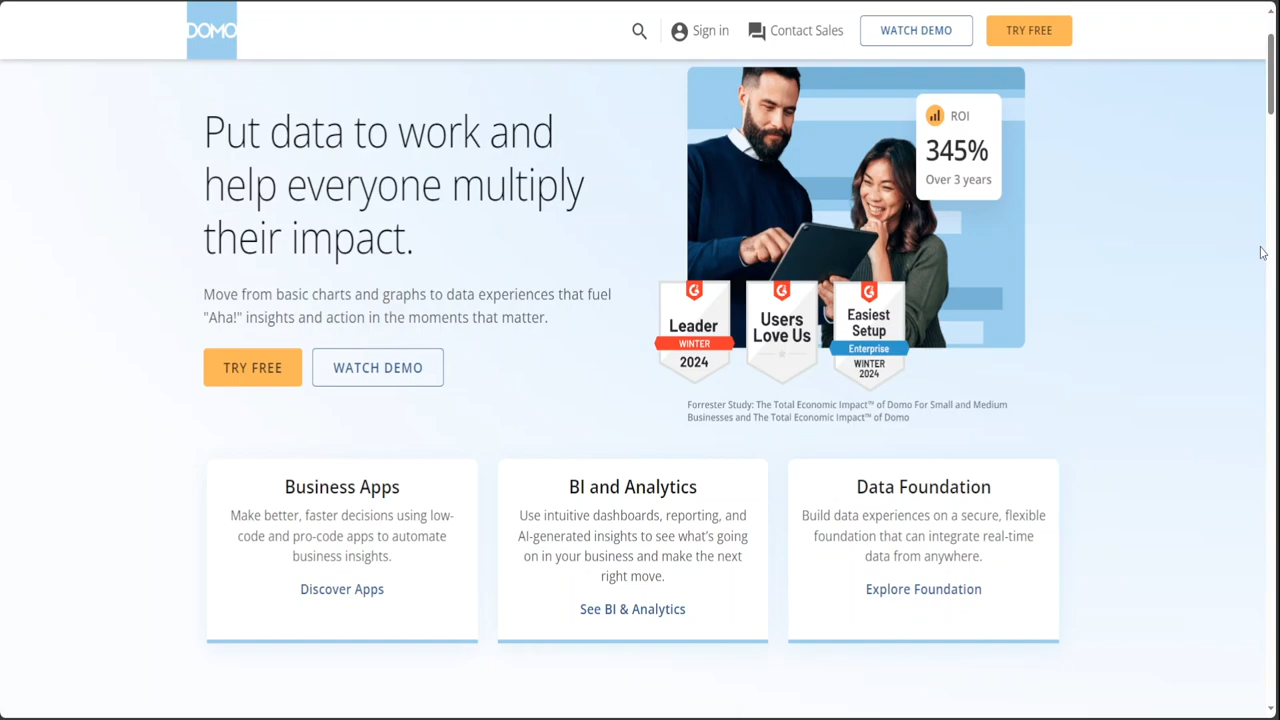 DOMO
Sign in
Contact Sales
WATCH DEMO
TRY FREE
Put data to work and
help everyone multiply
their impact.
Move from basic charts and graphs to data experiences that fuel
"Aha!" insights and action in the moments that matter.
TRY FREE
WATCH DEMO
ROI
345%
Over 3 years
Leader
WINTER
2024
Users
Love Us
Easiest
Setup
Enterprise
WINTER
2024
Forrester Study: The Total Economic Impact™ of Domo For Small and Medium
Businesses and The Total Economic Impact™ of Domo
Business Apps
Make better, faster decisions using low-
code and pro-code apps to automate
business insights.
Discover Apps
BI and Analytics
Use intuitive dashboards, reporting, and
AI-generated insights to see what's going
on in your business and make the next
right move.
See BI & Analytics
Data Foundation
Build data experiences on a secure, flexible
foundation that can integrate real-time
data from anywhere.
Explore Foundation